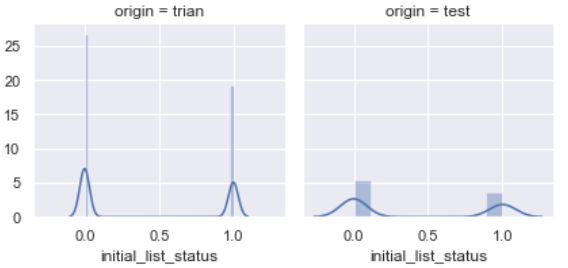 origin = trian
origin = test
25
20
15
10
5
0
0.0 0.5 1.0
0.0 0.5 1.0
initial_list_status
initial_list_status